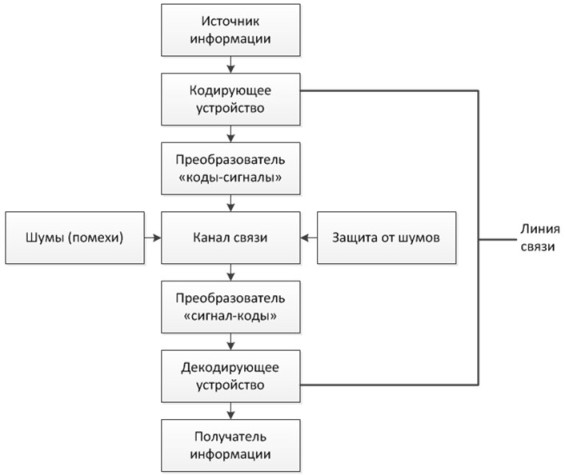 Источник
информации
Кодирующее
устройство
Преобразователь
«коды-сигналы»
Шумы (помехи)
Канал связи
Защита от шумов
Линия
связи
Преобразователь
«сигнал-коды»
Декодирующее
устройство
Получатель
информации